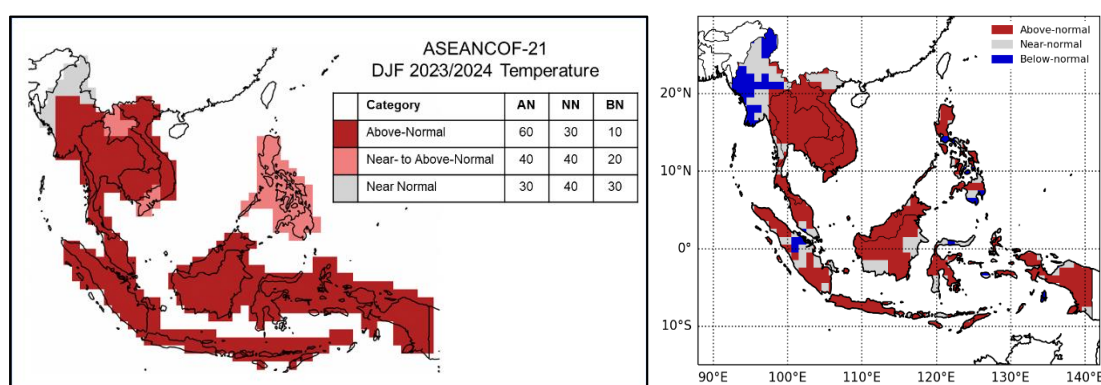 ASEANCOF-21
DJF 2023/2024 Temperature
Category AN NN BN
Above-Normal 60 30 10
Near- to Above-Normal 40 40 20
Near Normal 30 40 30
Above-normal
Near-normal
Below-normal
20°N
10°N
0°
10°S
90°E 100°E 110°E 120°E 130°E 140°E